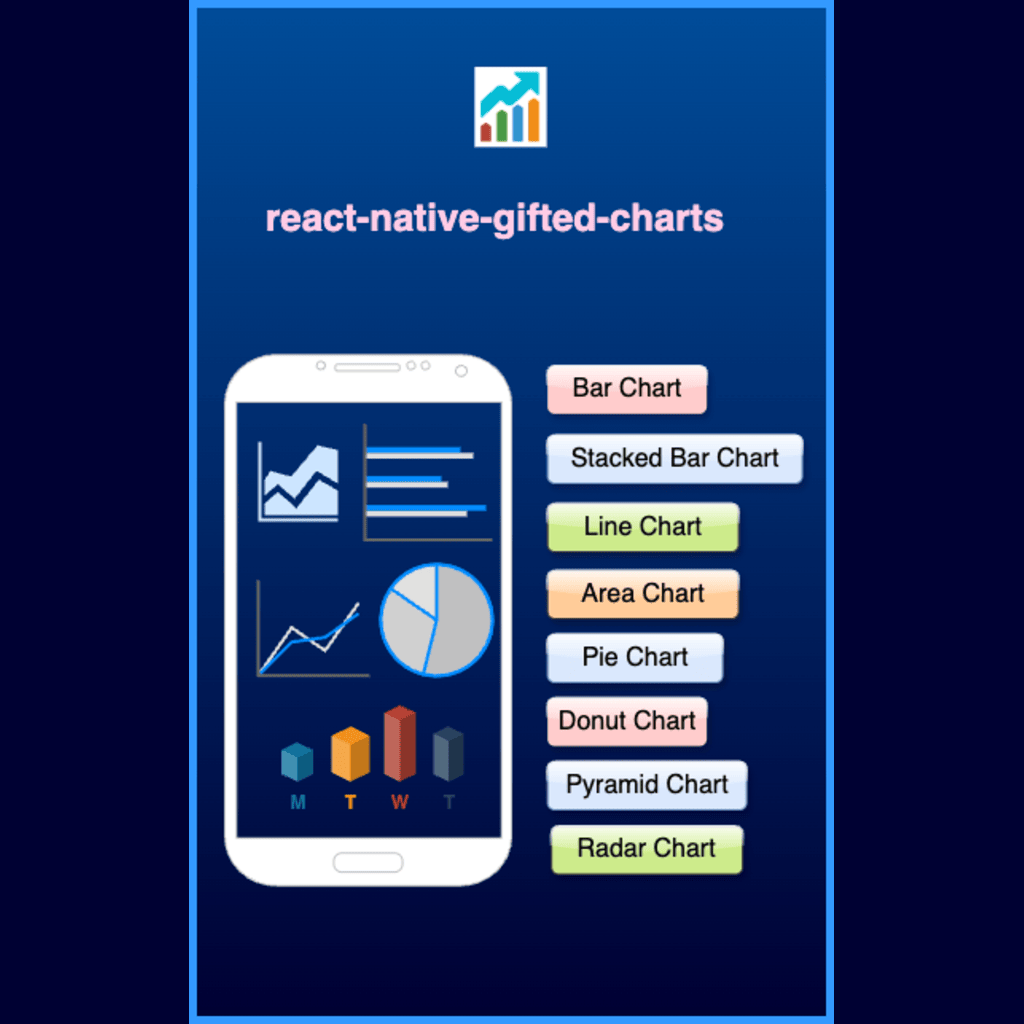 react-native-gifted-charts
Bar Chart
Stacked Bar Chart
Line Chart
Area Chart
Pie Chart
Donut Chart
Pyramid Chart
Radar Chart
M T W T